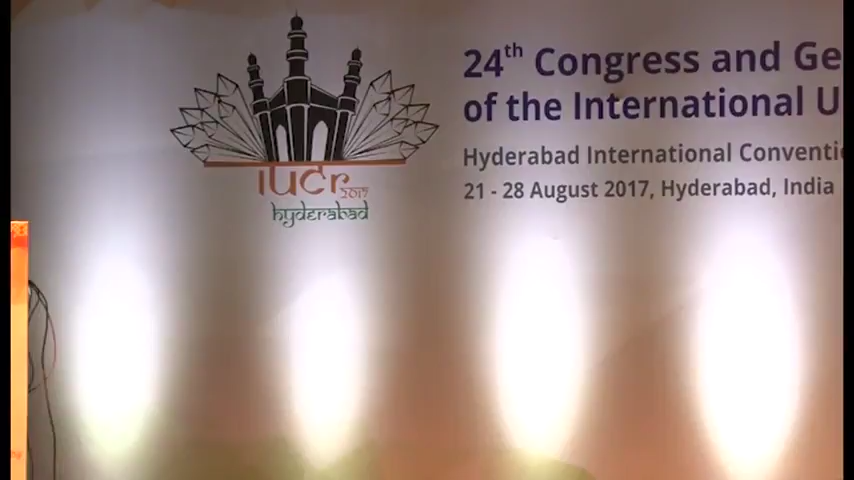 24th Congress and Ge
of the International U
Hyderabad International Conventi
21 - 28 August 2017, Hyderabad, India
iucr 2017
hyderabad